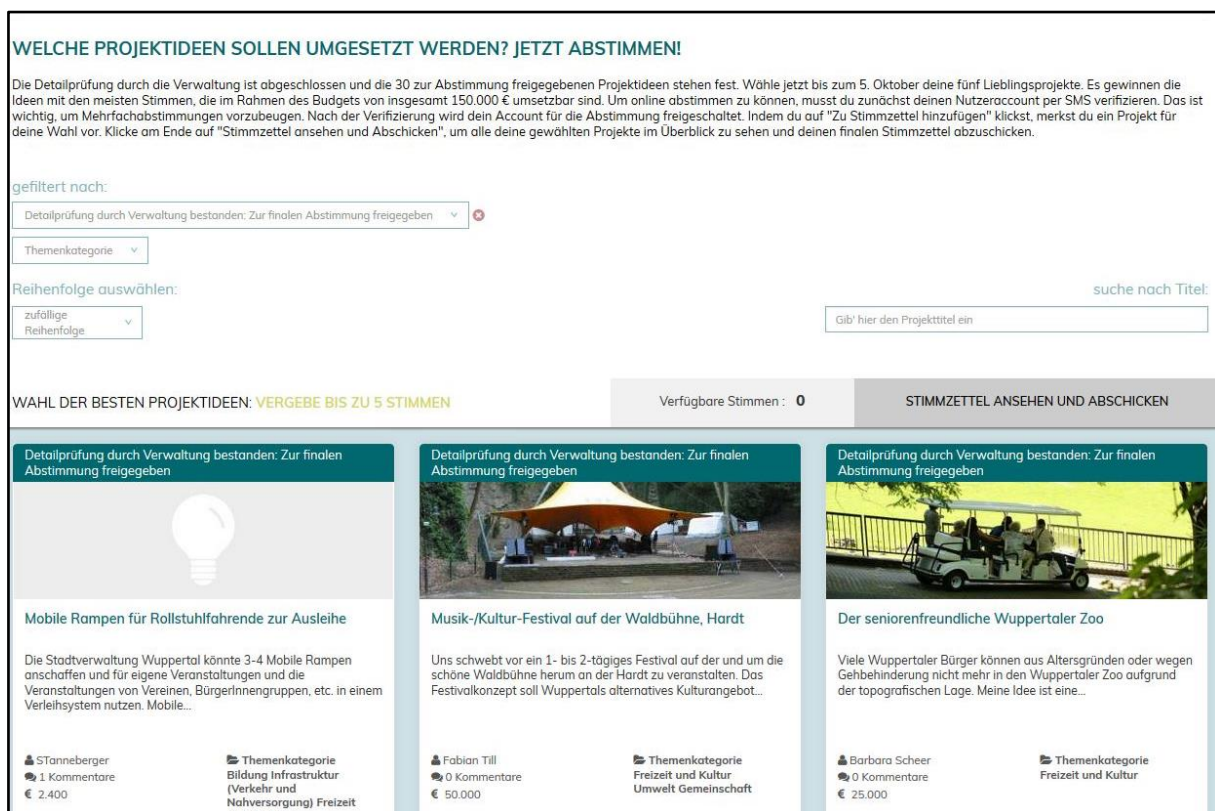 WELCHE PROJEKTIDEEN SOLLEN UMGESETZT WERDEN? JETZT ABSTIMMEN!
Die Detailprüfung durch die Verwaltung ist abgeschlossen und die 30 zur Abstimmung freigegebenen Projektideen stehen fest. Wähle jetzt bis zum 5. Oktober deine fünf Lieblingsprojekte. Es gewinnen die
Ideen mit den meisten Stimmen, die im Rahmen des Budgets von insgesamt 150.000 € umsetzbar sind. Um online abstimmen zu können, musst du zunächst deinen Nutzeraccount per SMS verifizieren. Das ist
wichtig, um Mehrfachabstimmungen vorzubeugen. Nach der Verifizierung wird dein Account für die Abstimmung freigeschaltet. Indem du auf "Zu Stimmzettel hinzufügen" klickst, merkst du ein Projekt für
deine Wahl vor. Klicke am Ende auf "Stimmzettel ansehen und Abschicken", um alle deine gewählten Projekte im Überblick zu sehen und deinen finalen Stimmzettel abzuschicken.
gefiltert nach:
Detailprüfung durch Verwaltung bestanden: Zur finalen Abstimmung freigegeben
Themenkategorie
Reihenfolge auswählen:
suche nach Titel:
zufällige
Reihenfolge
Gib' hier den Projekttitel ein
WAHL DER BESTEN PROJEKTIDEEN: VERGEBE BIS ZU 5 STIMMEN
Verfügbare Stimmen : 0
STIMMZETTEL ANSEHEN UND ABSCHICKEN
Detailprüfung durch Verwaltung bestanden: Zur finalen
Abstimmung freigegeben
Mobile Rampen für Rollstuhlfahrende zur Ausleihe
Die Stadtverwaltung Wuppertal könnte 3-4 Mobile Rampen
anschaffen und für eigene Veranstaltungen und die
Veranstaltungen von Vereinen, BürgerInnengruppen, etc. in einem
Verleihsystem nutzen. Mobile...
STanneberger
1 Kommentare
€ 2.400
Themenkategorie
Bildung Infrastruktur
(Verkehr und
Nahversorgung) Freizeit
Detailprüfung durch Verwaltung bestanden: Zur finalen
Abstimmung freigegeben
Musik-/Kultur-Festival auf der Waldbühne, Hardt
Uns schwebt vor ein 1- bis 2-tägiges Festival auf der und um die
schöne Waldbühne herum an der Hardt zu veranstalten. Das
Festivalkonzept soll Wuppertals alternatives Kulturangebot...
Fabian Till
0 Kommentare
€ 50.000
Themenkategorie
Freizeit und Kultur
Umwelt Gemeinschaft
Detailprüfung durch Verwaltung bestanden: Zur finalen
Abstimmung freigegeben
Der seniorenfreundliche Wuppertaler Zoo
Viele Wuppertaler Bürger können aus Altersgründen oder wegen
Gehbehinderung nicht mehr in den Wuppertaler Zoo aufgrund
der topografischen Lage. Meine Idee ist eine...
Barbara Scheer
0 Kommentare
€ 25.000
Themenkategorie
Freizeit und Kultur